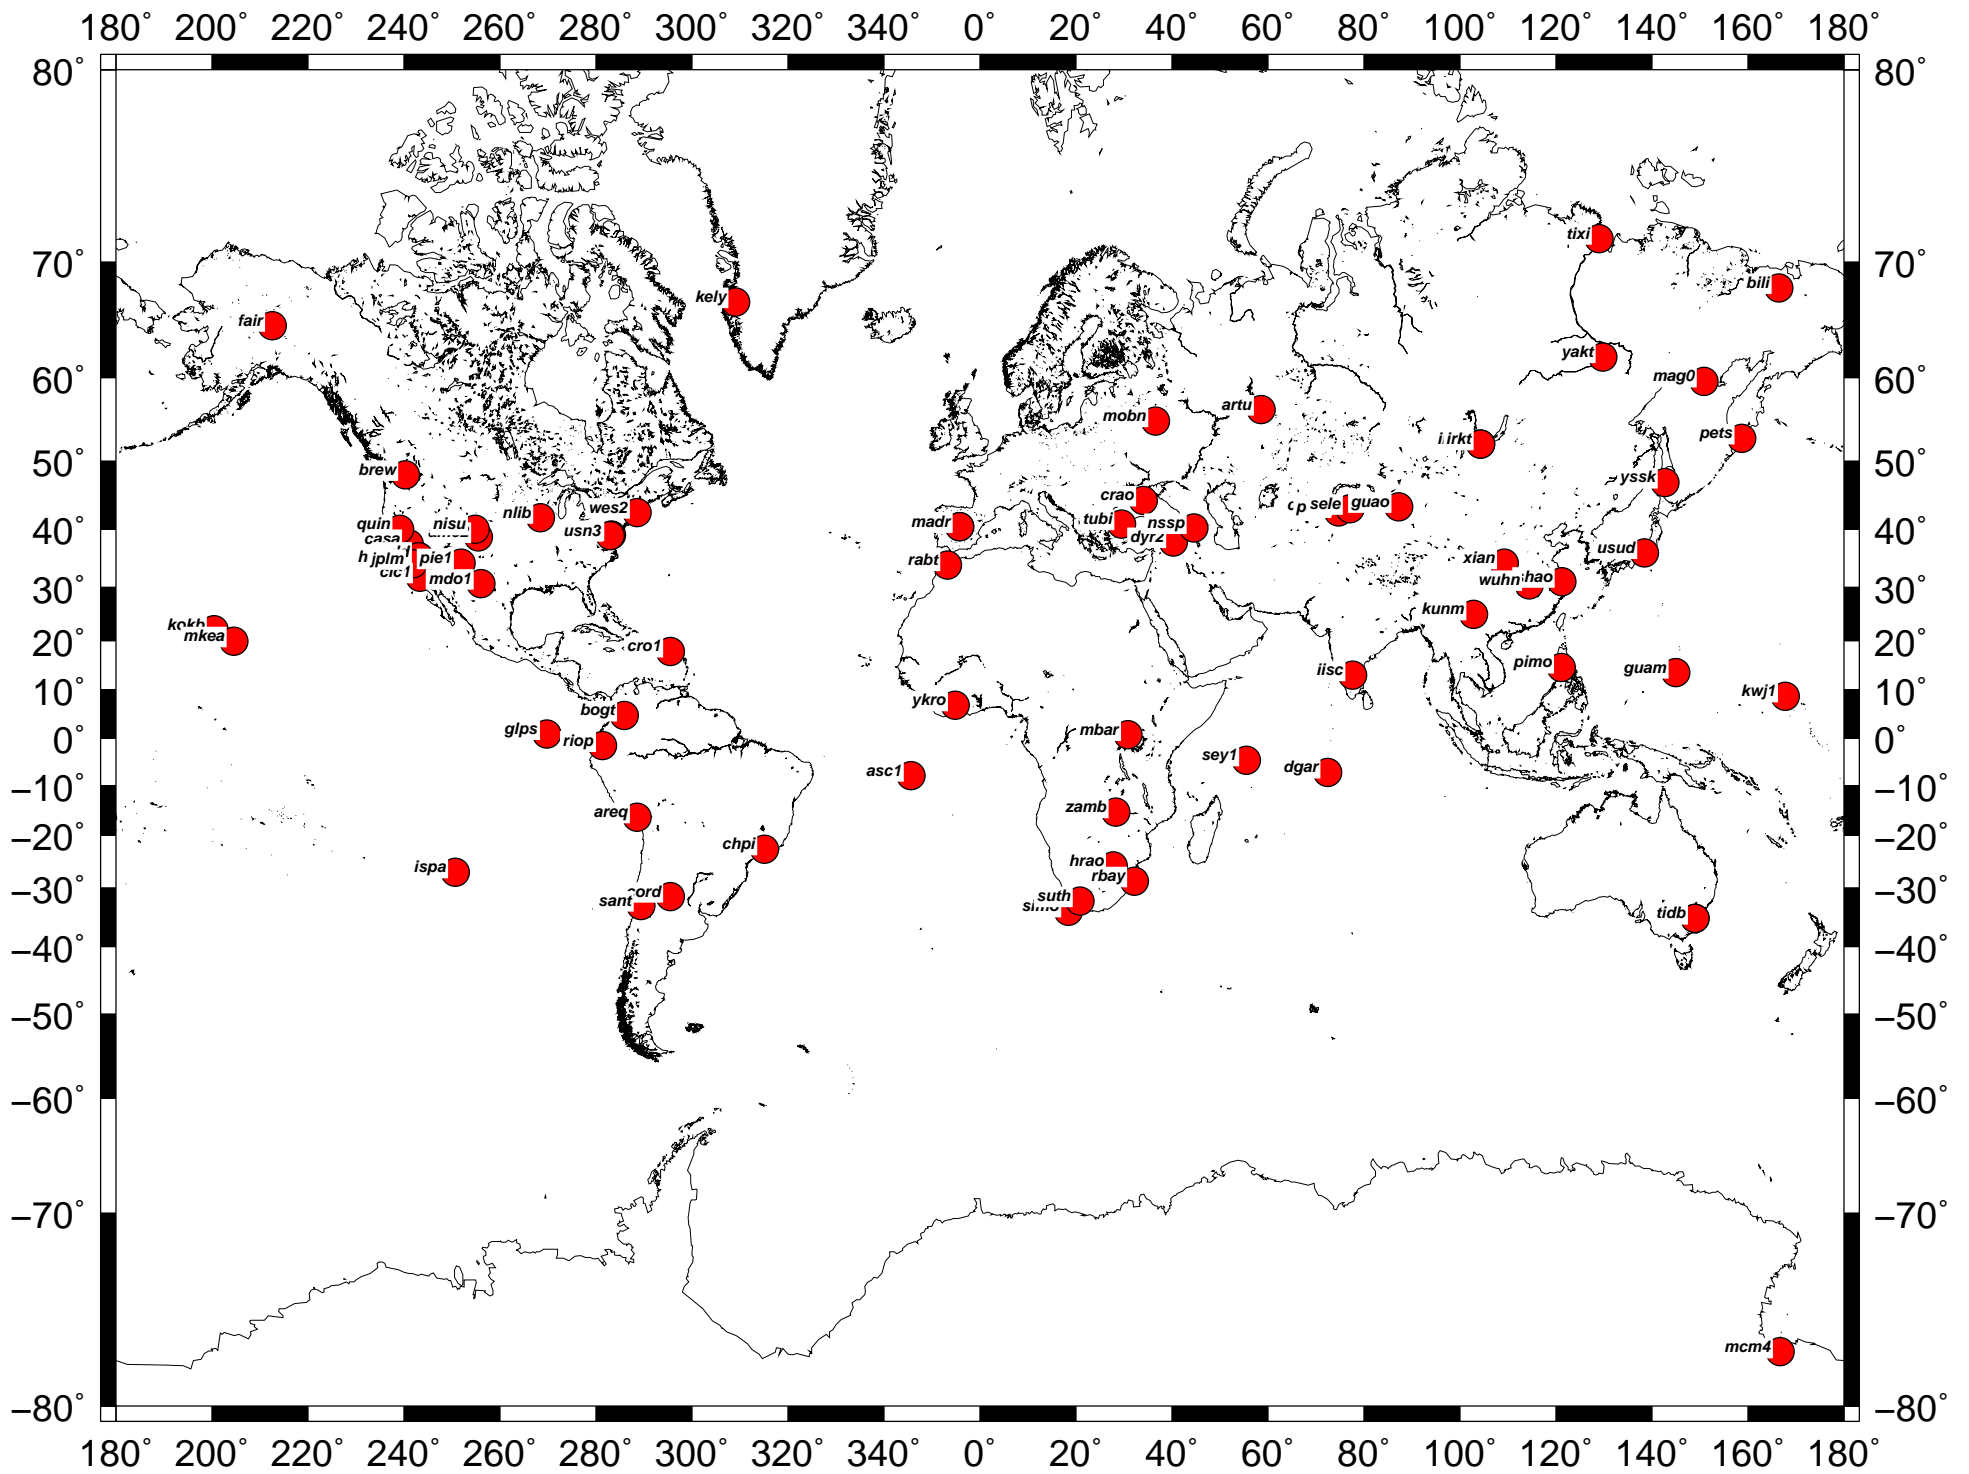 180° 200° 220° 240° 260° 280° 300° 320° 340° 0° 20° 40° 60° 80° 100° 120° 140° 160° 180°
80° 80°
tixi
70° 70°
bili
kely
fair
yakt
60° mag0 60°
artu
mobn
pets
irkt
50° 50°
brew
yssk
crao sele guao
nlib wes2
quin nisu usn3 madr tubi nssp
40° 40°
casa dyr2
usud
jplm pie1 rabt xian
clc1 mdo1 wuhn shao
30° 30°
kunm
kokb
mkea
20° cro1 20°
pimo
iisc guam
10° kwj1 10°
ykro
bogt
glps mbar
riop
0° 0°
sey1
asc1 dgar
−10° −10°
areq zamb
−20° −20°
chpi
hrao
ispa rbay
−30° cord suth −30°
sant
tidb
−40° −40°
−50° −50°
−60° −60°
−70° −70°
mcm4
−80° −80°
180° 200° 220° 240° 260° 280° 300° 320° 340° 0° 20° 40° 60° 80° 100° 120° 140° 160° 180°